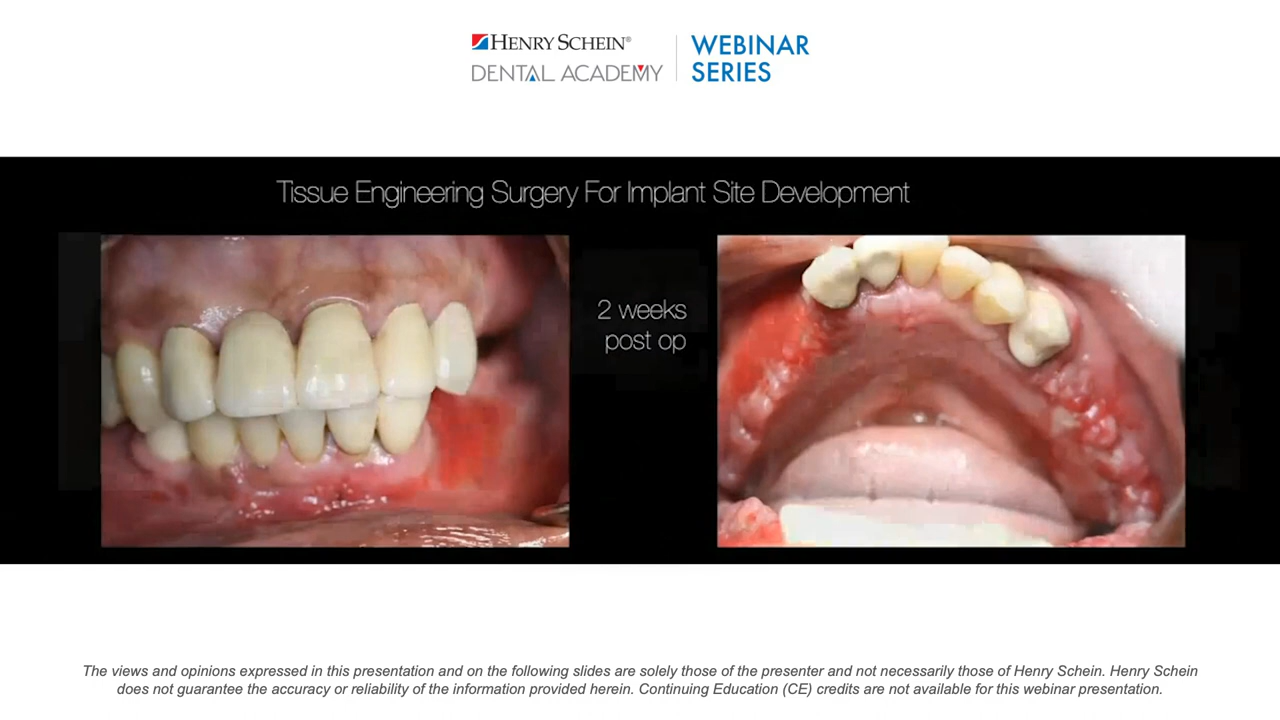 HENRY SCHEIN®
DENTAL ACADEMY
WEBINAR
SERIES
Tissue Engineering Surgery For Implant Site Development
2 weeks
post op
The views and opinions expressed in this presentation and on the following slides are solely those of the presenter and not necessarily those of Henry Schein. Henry Schein
does not guarantee the accuracy or reliability of the information provided herein. Continuing Education (CE) credits are not available for this webinar presentation.